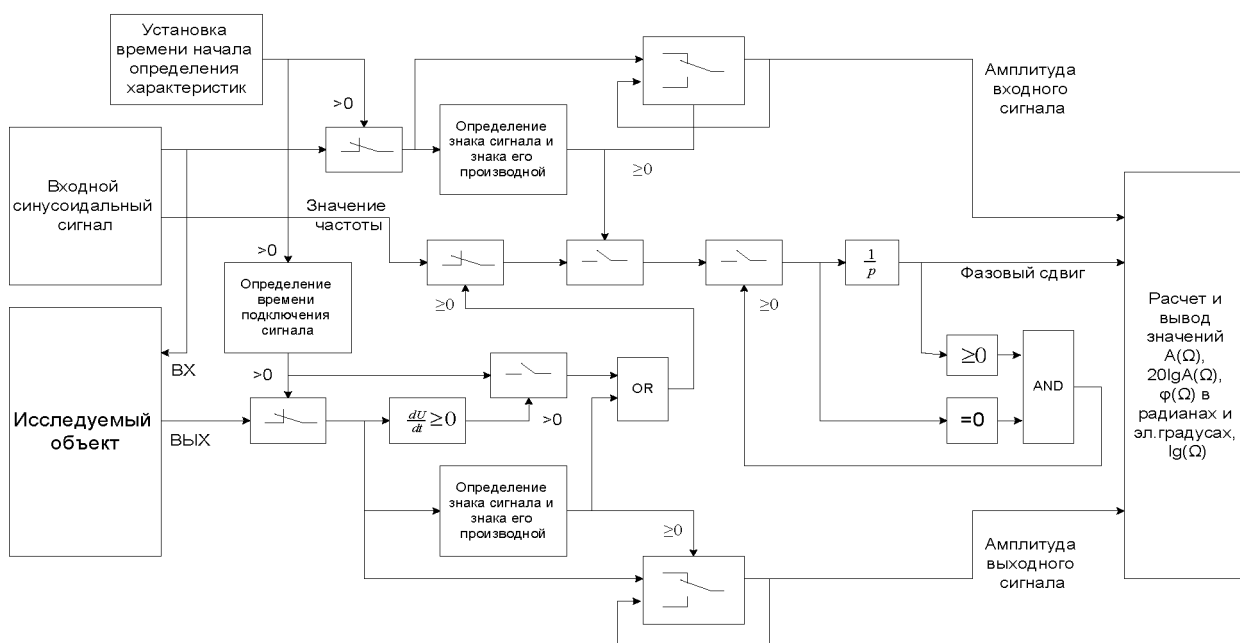 Установка
времени начала
определения
характеристик
>0
Амплитуда
входного
сигнала
Определение
знака сигнала и
знака его
производной
≥0
Входной
синусоидальный
сигнал
Значение
частоты
>0
Определение
времени
подключения
сигнала
≥0
≥0
1
p
Фазовый сдвиг
Расчет и
вывод
значений
A(Ω),
20lgA(Ω),
φ(Ω) в
радианах и
эл.градусах,
lg(Ω)
≥0
=0
AND
ВХ
Исследуемый
объект
ВЫХ
>0
dU
dt
≥0
>0
OR
Определение
знака сигнала и
знака его
производной
≥0
Амплитуда
выходного
сигнала